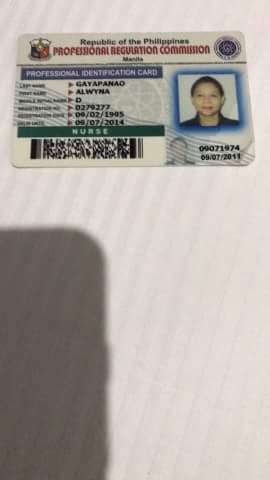 Republic of the Philippines
PROFESSIONAL REGULATION COMMISSION
Manila
PROFESSIONAL IDENTIFICATION CARD
LAST NAME GAYAPANAO
FIRST NAME ALWYNA
MIDDLE INITIAL/NAME D
REGISTRATION NO. 0279277
REGISTRATION DATE 09/02/1995
VALID UNTIL 09/07/2014
NURSE
09071974
09/07/2011